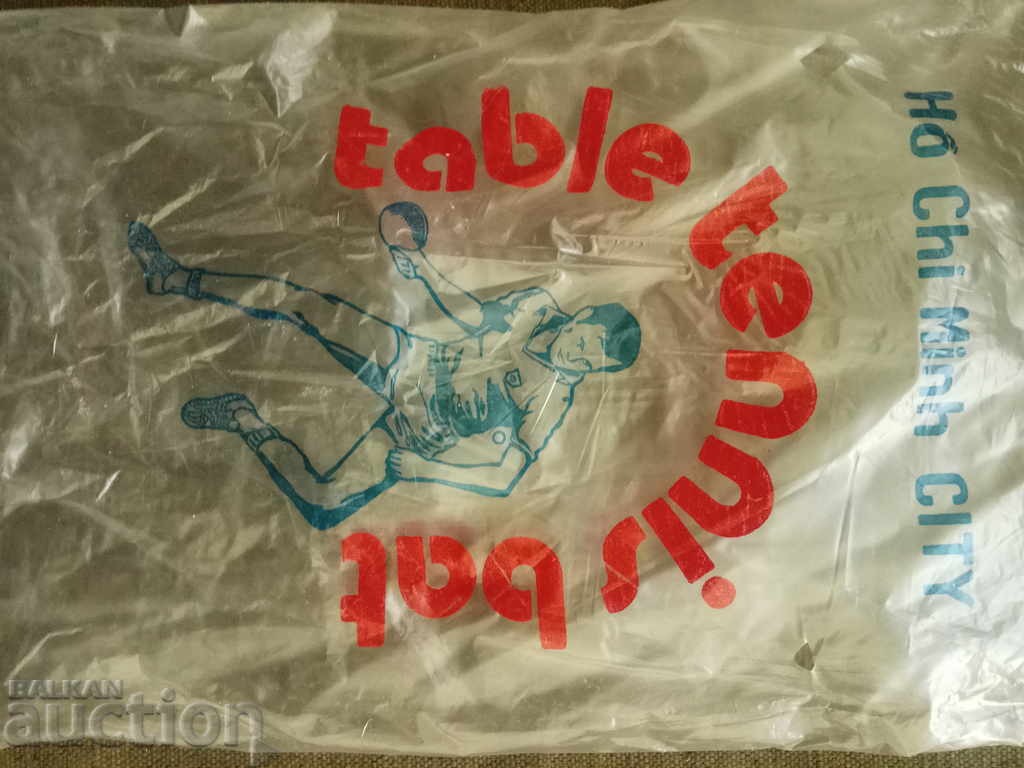 Hồ Chí Minh CITY
table tennis bat
BALKAN
auction